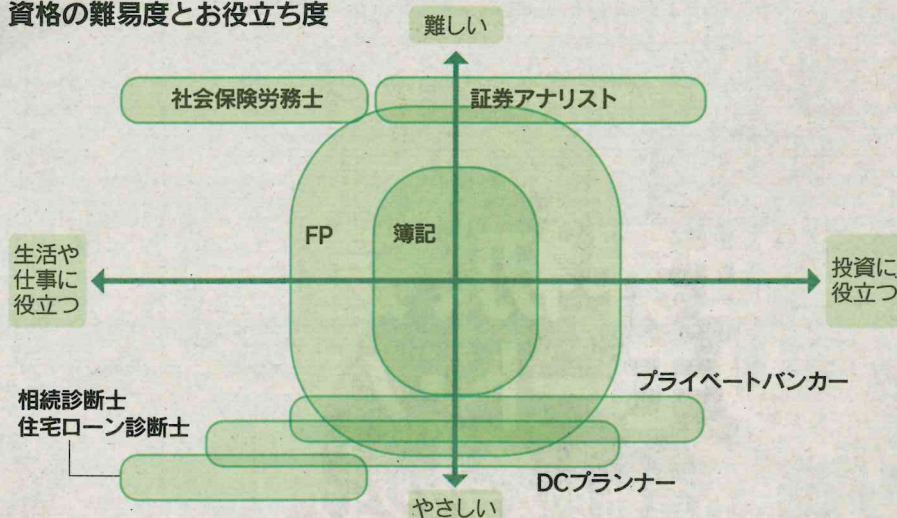 資格の難易度とお役立ち度
難しい
社会保険労務士
証券アナリスト
FP
簿記
生活や
仕事に
役立つ
投資に
役立つ
プライベートバンカー
相続診断士
住宅ローン診断士
DCプランナー
やさしい